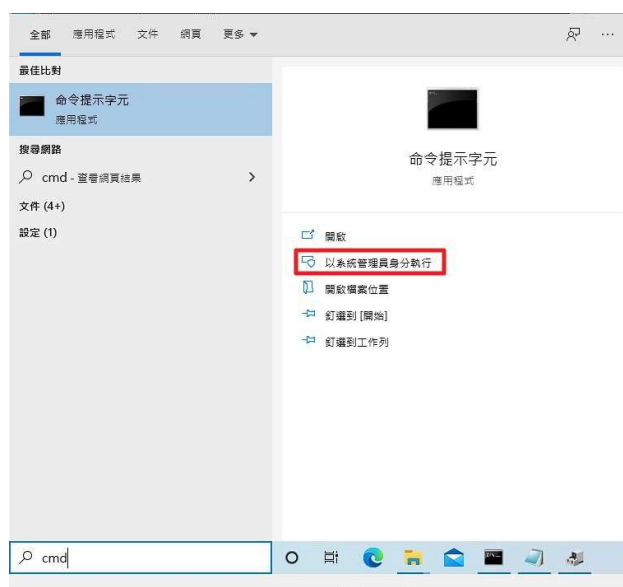 全部 應用程式 文件 網頁 更多
最佳比對
命令提示字元
應用程式
搜尋網路
cmd - 查看網頁結果
文件 (4+)
設定 (1)
命令提示字元
應用程式
開啟
以系統管理員身分執行
開啟檔案位置
釘選到 [開始]
釘選到工作列
cmd